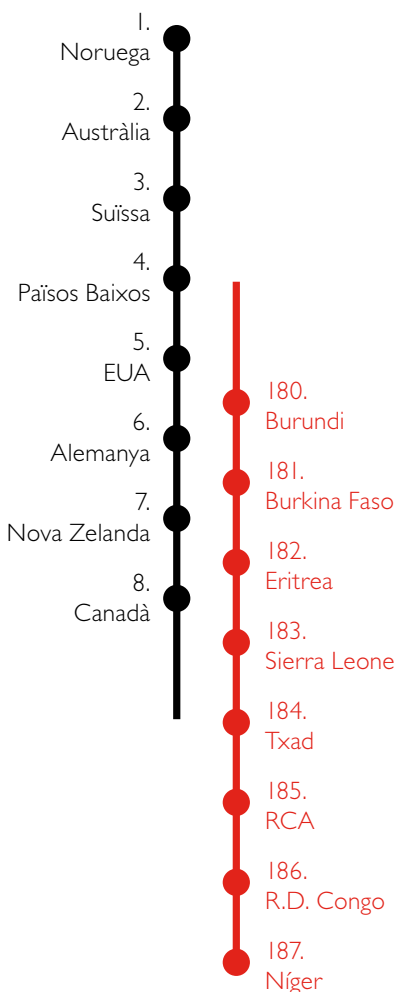 1.
Noruega
2.
Austràlia
3.
Suïssa
4.
Països Baixos
5.
EUA
6.
Alemanya
7.
Nova Zelanda
8.
Canadà
180.
Burundi
181.
Burkina Faso
182.
Eritrea
183.
Sierra Leone
184.
Txad
185.
RCA
186.
R.D. Congo
187.
Níger